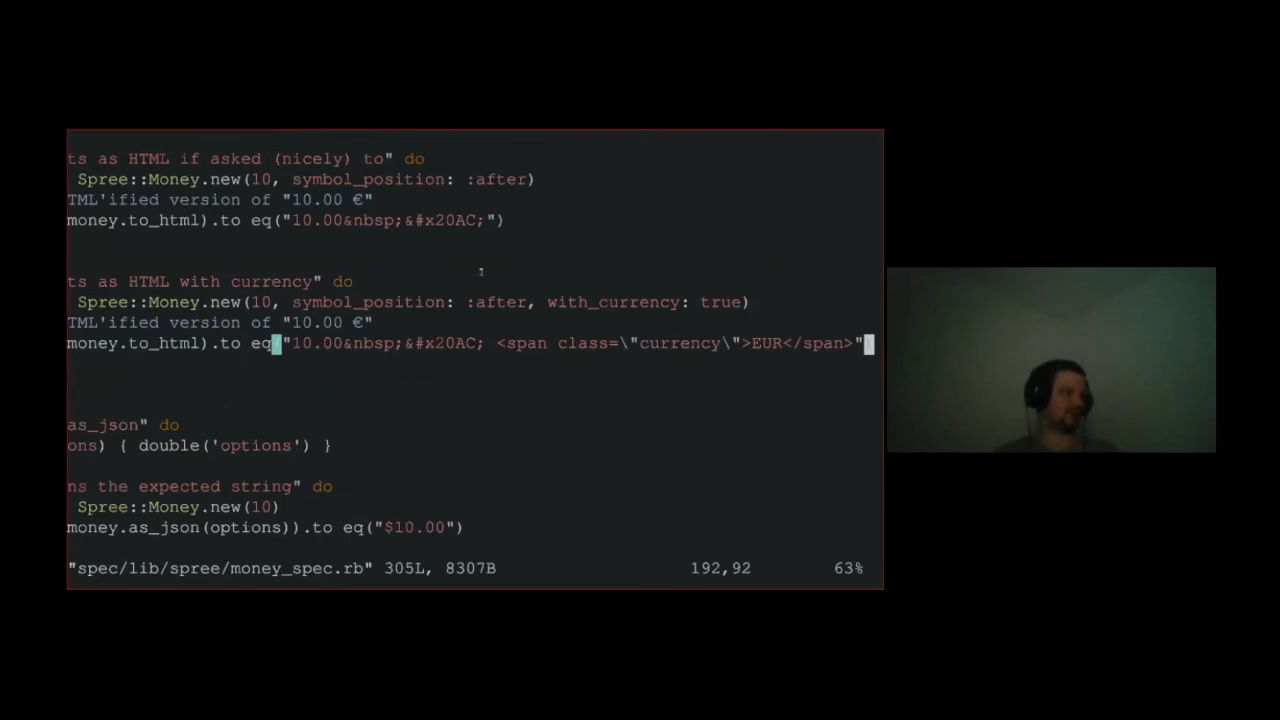 ts as HTML if asked (nicely) to" do
Spree::Money.new(10, symbol_position: :after)
TML'ified version of "10.00 €"
money.to_html).to eq("10.00&nbsp;&#x20AC;")
ts as HTML with currency" do
Spree::Money.new(10, symbol_position: :after, with_currency: true)
TML'ified version of "10.00 €"
money.to_html).to eq("10.00&nbsp;&#x20AC; <span class=\"currency\">EUR</span>")
as_json" do
ons) { double('options') }
ns the expected string" do
Spree::Money.new(10)
money.as_json(options)).to eq("$10.00")
"spec/lib/spree/money_spec.rb" 305L, 8307B 192,92 63%